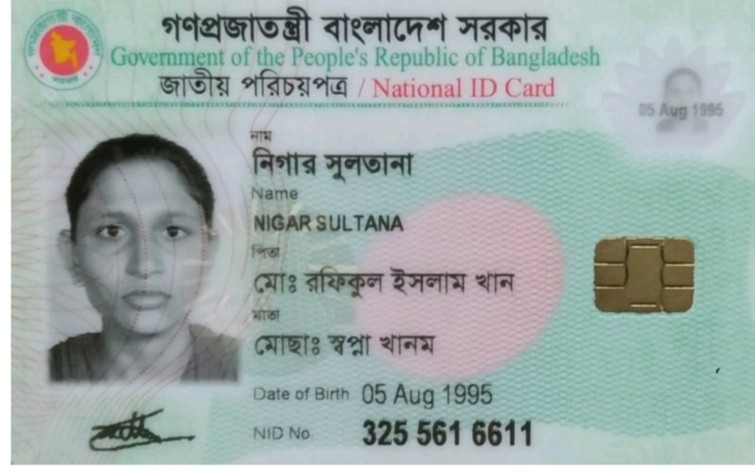 গণপ্রজাতন্ত্রী বাংলাদেশ সরকার
Government of the People's Republic of Bangladesh
জাতীয় পরিচয়পত্র / National ID Card
05 Aug 1995
নাম
নিগার সুলতানা
Name
NIGAR SULTANA
পিতা
মোঃ রফিকুল ইসলাম খান
মাতা
মোছাঃ স্বপ্না খানম
Date of Birth 05 Aug 1995
NID No 325 561 6611